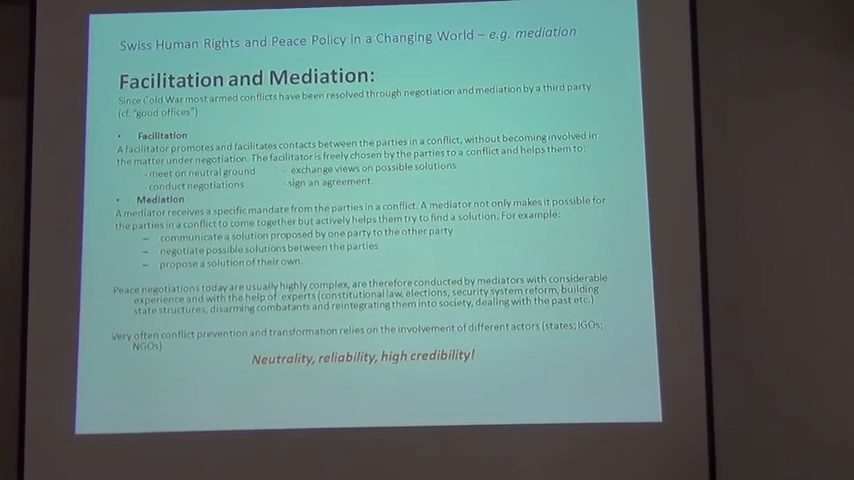 Swiss Human Rights and Peace Policy in a Changing World – e.g. mediation
Facilitation and Mediation:
Since Cold War most armed conflicts have been resolved through negotiation and mediation by a third party
(cf. “good offices”)
• Facilitation
A facilitator promotes and facilitates contacts between the parties in a conflict, without becoming involved in
the matter under negotiation. The facilitator is freely chosen by the parties to a conflict and helps them to:
- meet on neutral ground - exchange views on possible solutions
- conduct negotiations - sign an agreement.
• Mediation
A mediator receives a specific mandate from the parties in a conflict. A mediator not only makes it possible for
the parties in conflict to come together but actively helps them try to find a solution. For example:
– communicate a solution proposed by one party to the other party
– negotiate possible solutions between the parties
– propose a solution of their own.
Peace negotiations today are usually highly complex, are therefore conducted by mediators with considerable
experience and with the help of experts (constitutional law, elections, security system reform, building
state structures, disarming combatants and reintegrating them into society, dealing with the past etc.)
Very often conflict prevention and transformation relies on the involvement of different actors (states; IGOs;
NGOs)
Neutrality, reliability, high credibility!